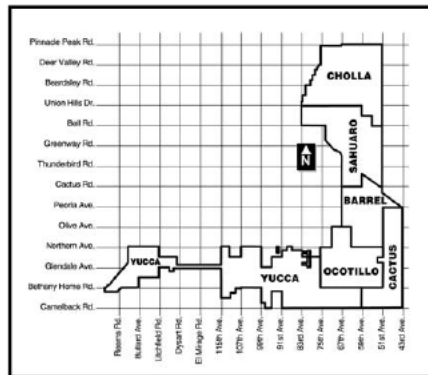 Pinnacle Peak Rd.
Deer Valley Rd.
Beardsley Rd.
Union Hills Dr.
Bell Rd.
Greenway Rd.
Thunderbird Rd.
Cactus Rd.
Peoria Ave.
Olive Ave.
Northern Ave.
Glendale Ave.
Bethany Home Rd.
Camelback Rd.
CHOLLA
SAHUARO
N
BARREL
CACTUS
YUCCA
YUCCA
OCOTILLO
Bullard Ave.
Litchfield Rd.
Dysart Rd.
El Mirage Rd.
115th Ave.
107th Ave.
99th Ave.
91st Ave.
83rd Ave.
75th Ave.
67th Ave.
59th Ave.
51st Ave.
43rd Ave.